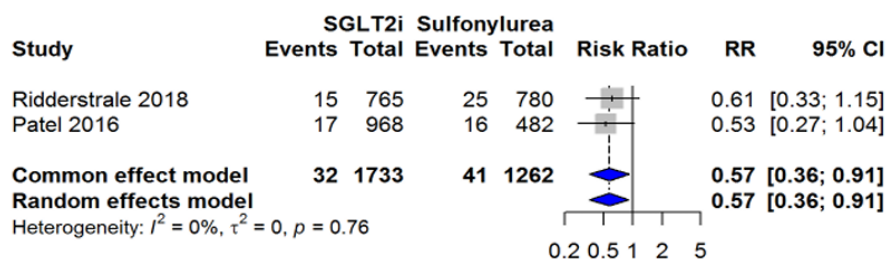 SGLT2i Sulfonylurea
Study Events Total Events Total Risk Ratio RR 95% CI
Ridderstrale 2018 15 765 25 780 0.61 [0.33; 1.15]
Patel 2016 17 968 16 482 0.53 [0.27; 1.04]
Common effect model 32 1733 41 1262 0.57 [0.36; 0.91]
Random effects model 0.57 [0.36; 0.91]
Heterogeneity: I² = 0%, τ² = 0, p = 0.76
0.2 0.5 1 2 5